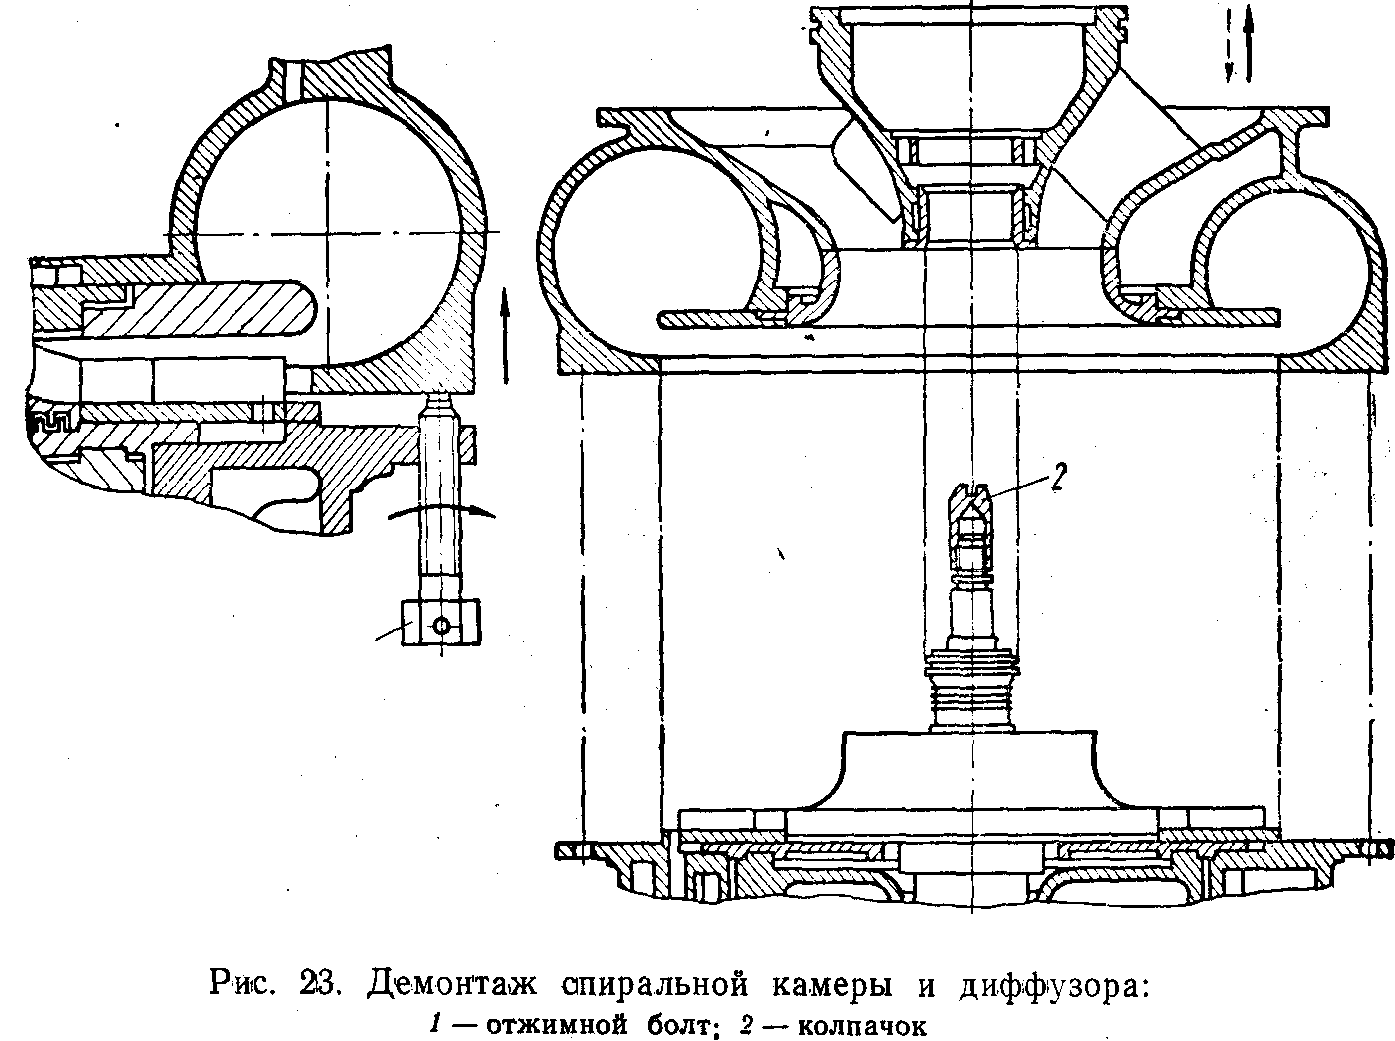 2
Рис. 23. Демонтаж спиральной камеры и диффузора:
1 — отжимной болт; 2 — колпачок